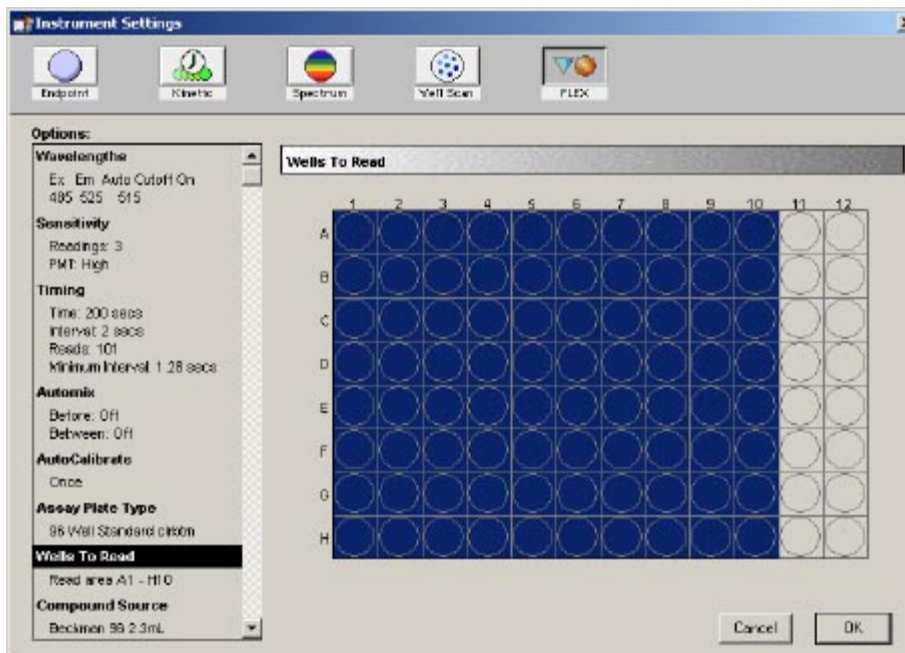 Instrument Settings
Endpoint Kinetic Spectrum Well Scan FLEX
Options:
Wavelengths
Ex Em Auto Cutoff On
485 525 515
Sensitivity
Readings: 3
PMT: High
Timing
Time: 200 secs
Interval: 2 secs
Reads: 101
Minimum Interval: 1.28 secs
Automix
Before: Off
Between: Off
AutoCalibrate
Once
Assay Plate Type
96 Well Standard clrbtm
Wells To Read
Read area A1 - H10
Compound Source
Beckman 96 2.3mL
Wells To Read
1 2 3 4 5 6 7 8 9 10 11 12
A
B
C
D
E
F
G
H
Cancel OK